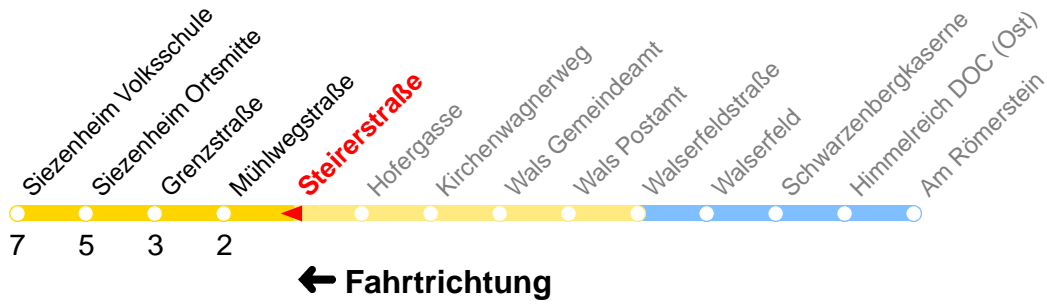 Siezenheim Volksschule
Siezenheim Ortsmitte
Grenzstraße
Mühlwegstraße
Steirerstraße
Hofergasse
Kirchenwagnerweg
Wals Gemeindeamt
Wals Postamt
Walserfeldstraße
Walserfeld
Schwarzenbergkaserne
Himmelreich DOC (Ost)
Am Römerstein
7 5 3 2
Fahrtrichtung